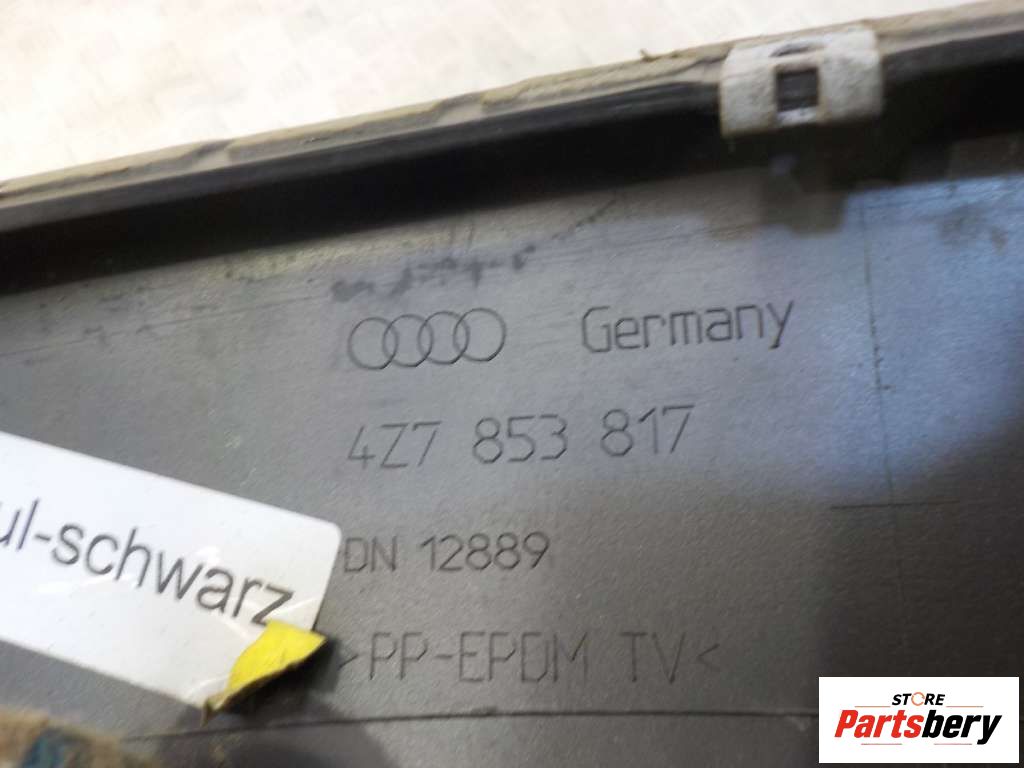 Germany
4Z7 853 817
ul-schwarz
DN 12889
>PP-EPDM TV<
STORE
Partsbery